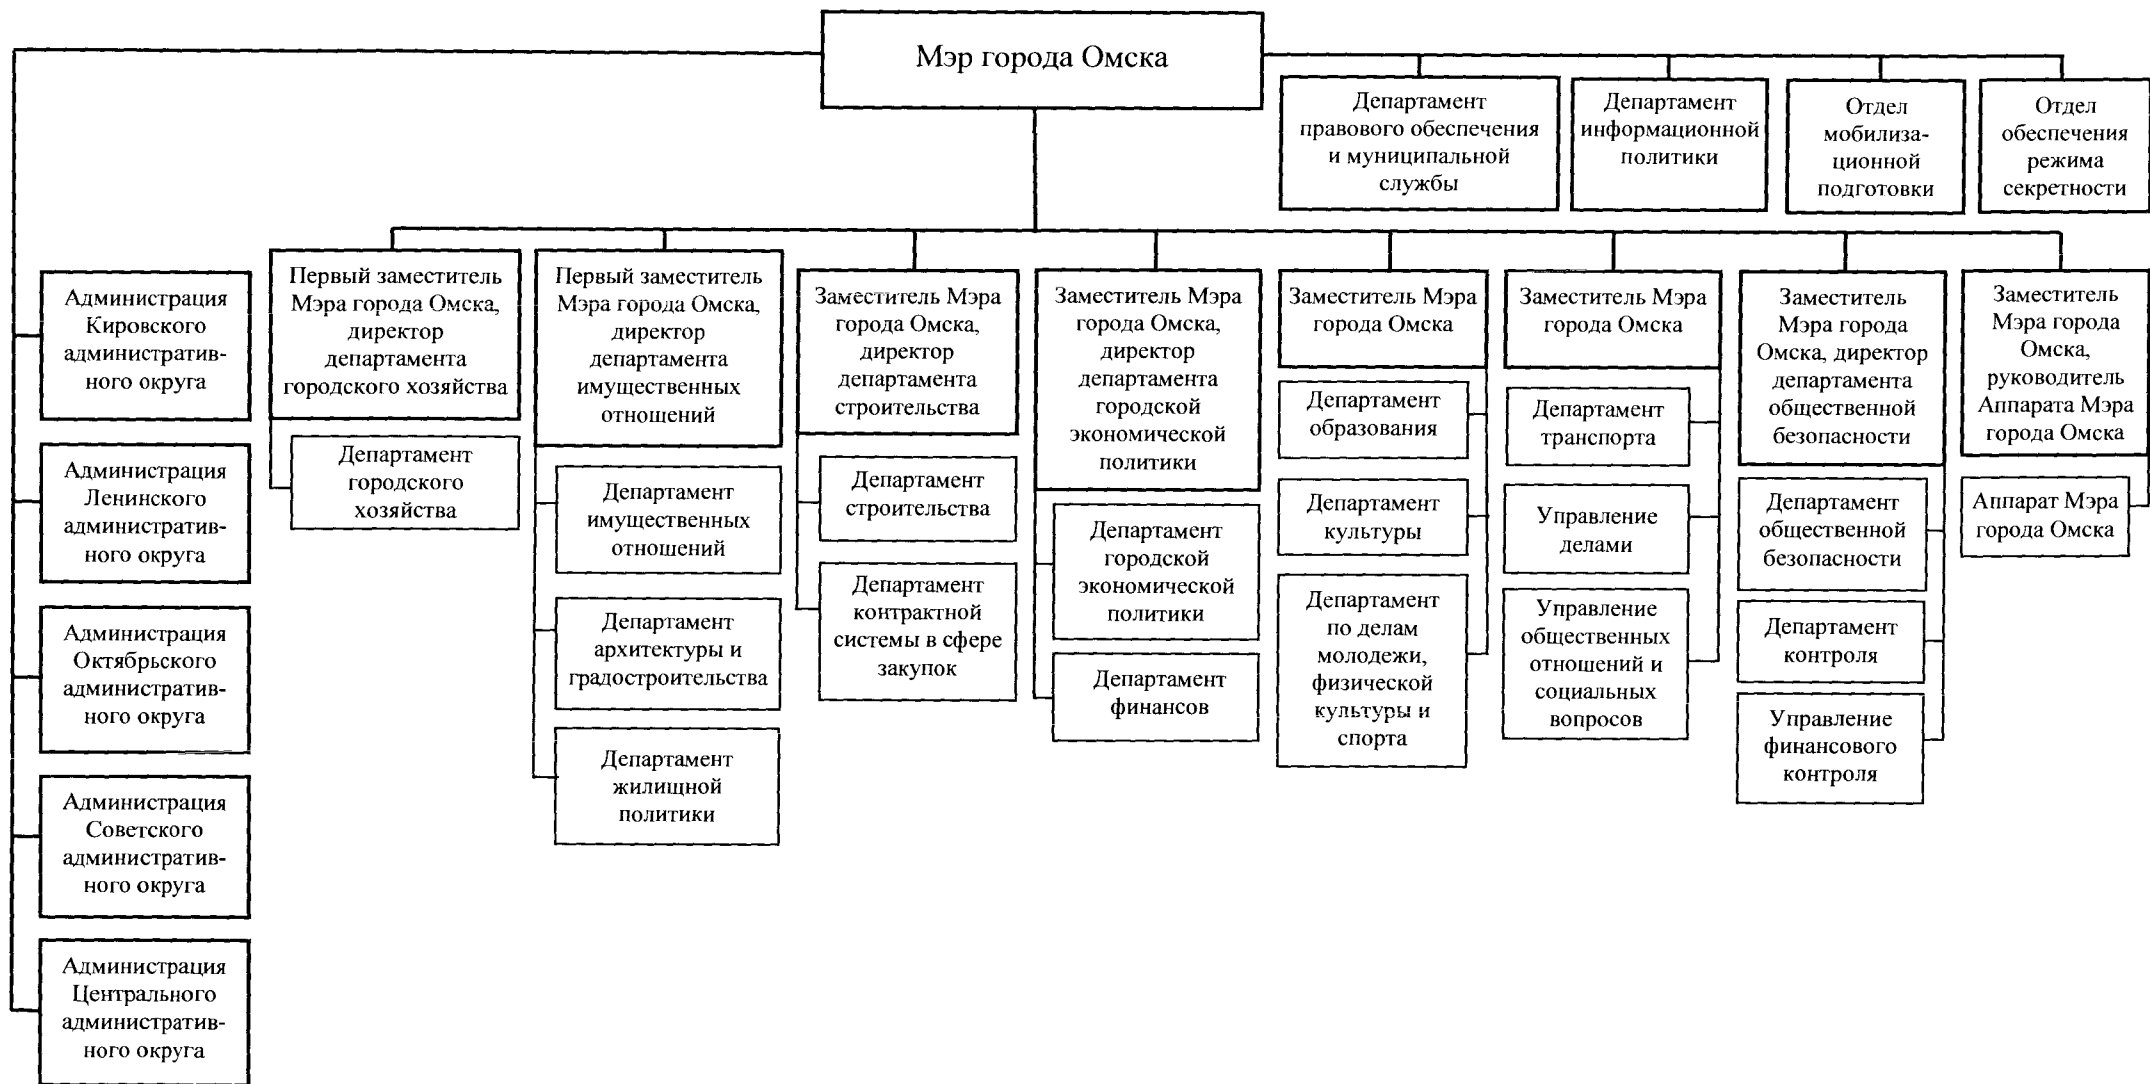 Мэр города Омска
Департамент
правового обеспечения
и муниципальной
службы
Департамент
информационной
политики
Отдел
мобилиза-
ционной
подготовки
Отдел
обеспечения
режима
секретности
Администрация
Кировского
административ-
ного округа
Администрация
Ленинского
административ-
ного округа
Администрация
Октябрьского
административ-
ного округа
Администрация
Советского
административ-
ного округа
Администрация
Центрального
административ-
ного округа
Первый заместитель
Мэра города Омска,
директор
департамента
городского хозяйства
Департамент
городского
хозяйства
Первый заместитель
Мэра города Омска,
директор
департамента
имущественных
отношений
Департамент
имущественных
отношений
Департамент
архитектуры и
градостроительства
Департамент
жилищной
политики
Заместитель Мэра
города Омска,
директор
департамента
строительства
Департамент
строительства
Департамент
контрактной
системы в сфере
закупок
Заместитель Мэра
города Омска,
директор
департамента
городской
экономической
политики
Департамент
городской
экономической
политики
Департамент
финансов
Заместитель Мэра
города Омска
Департамент
образования
Департамент
культуры
Департамент
по делам
молодежи,
физической
культуры и
спорта
Заместитель Мэра
города Омска
Департамент
транспорта
Управление
делами
Управление
общественных
отношений и
социальных
вопросов
Заместитель
Мэра города
Омска, директор
департамента
общественной
безопасности
Департамент
общественной
безопасности
Департамент
контроля
Управление
финансового
контроля
Заместитель
Мэра города
Омска,
руководитель
Аппарата Мэра
города Омска
Аппарат Мэра
города Омска